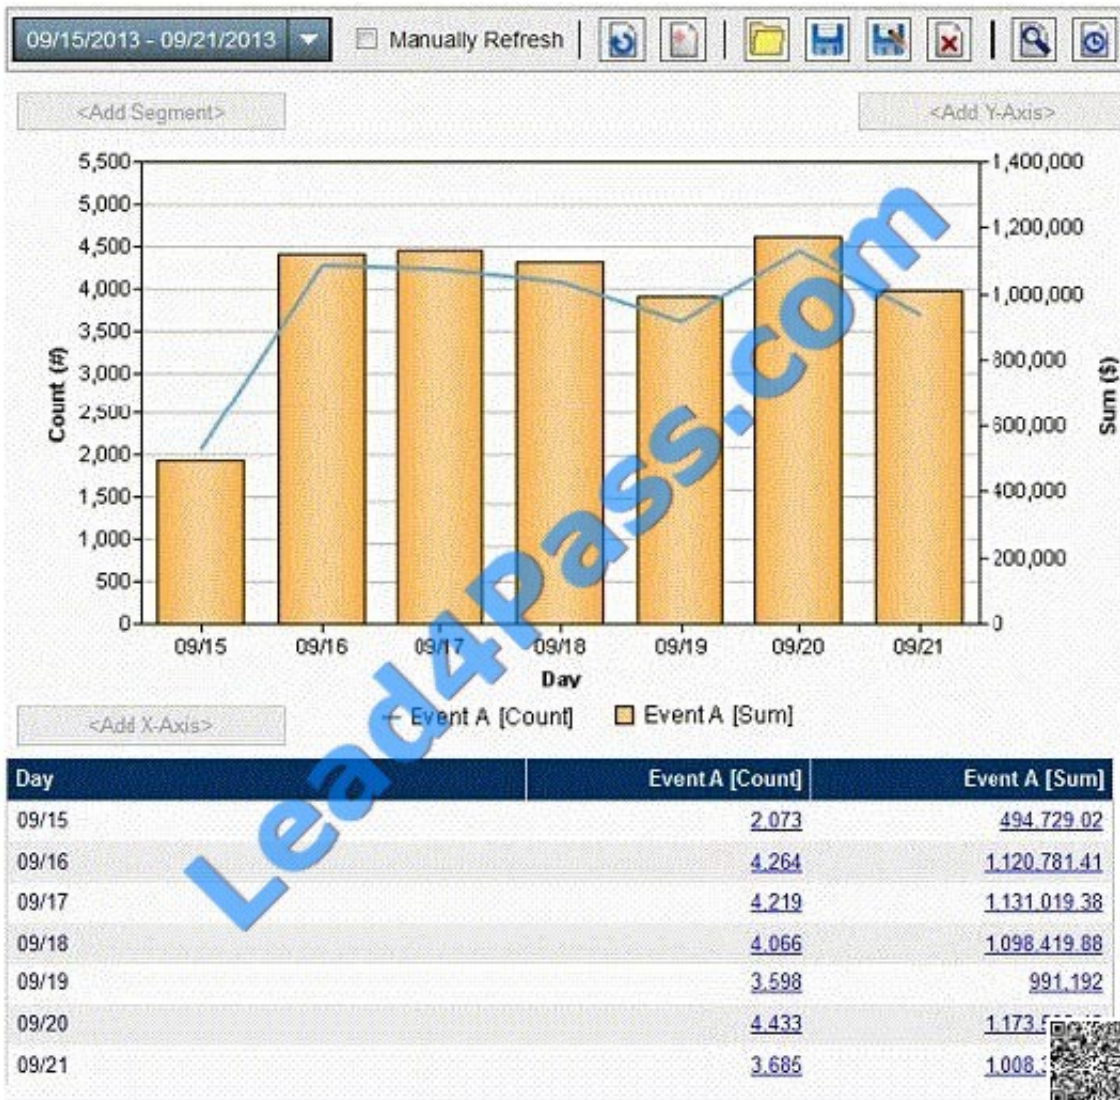 09/15/2013 - 09/21/2013
Manually Refresh
<Add Segment>
<Add Y-Axis>
5,500
5,000
4,500
4,000
3,500
3,000
2,500
2,000
1,500
1,000
500
0
Count (#)
1,400,000
1,200,000
1,000,000
800,000
600,000
400,000
200,000
0
Sum ($)
09/15 09/16 09/17 09/18 09/19 09/20 09/21
Day
<Add X-Axis>
Event A [Count] Event A [Sum]
Lead4Pass.com
Day Event A [Count] Event A [Sum]
09/15 2,073 494,729.02
09/16 4,264 1,120,781.41
09/17 4,219 1,131,019.38
09/18 4,066 1,098,419.88
09/19 3,598 991,192
09/20 4,433
09/21 3,685